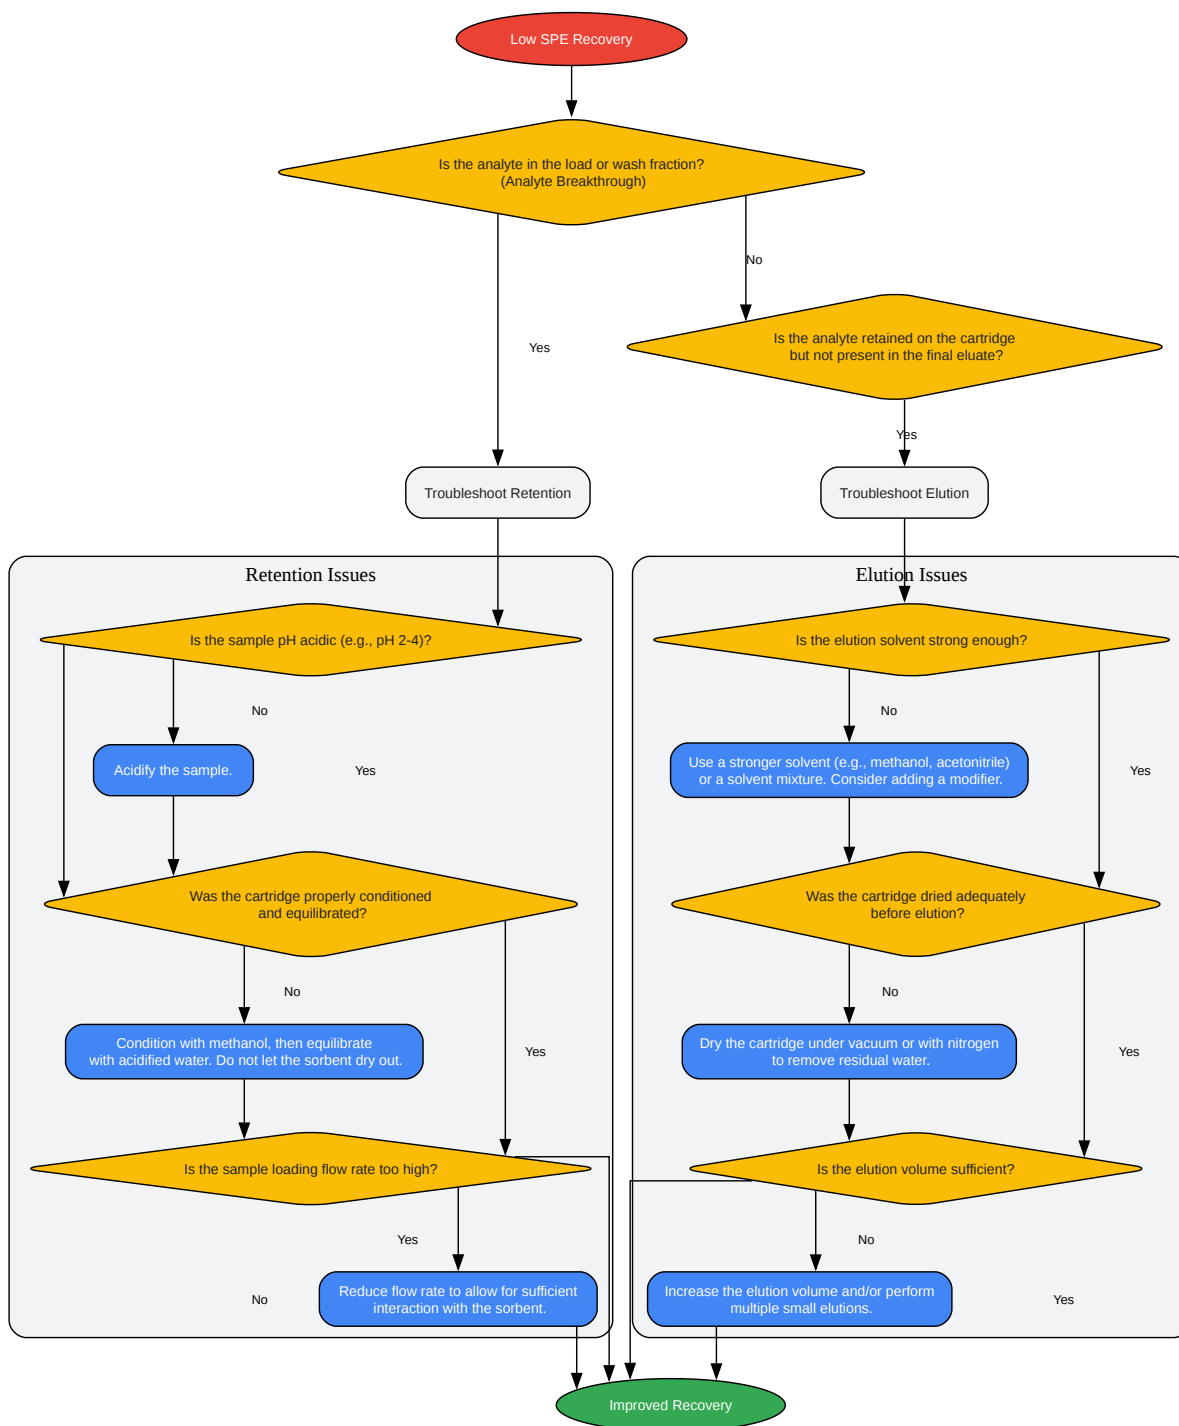 Low SPE Recovery
Is the analyte in the load or wash fraction?
(Analyte Breakthrough)
No
Yes
Is the analyte retained on the cartridge
but not present in the final eluate?
Yes
Troubleshoot Retention
Troubleshoot Elution
Retention Issues
Is the sample pH acidic (e.g., pH 2-4)?
No
Acidify the sample.
Yes
Was the cartridge properly conditioned
and equilibrated?
No
Condition with methanol, then equilibrate
with acidified water. Do not let the sorbent dry out.
Yes
Is the sample loading flow rate too high?
Yes
No
Reduce flow rate to allow for sufficient
interaction with the sorbent.
Elution Issues
Is the elution solvent strong enough?
No
Use a stronger solvent (e.g., methanol, acetonitrile)
or a solvent mixture. Consider adding a modifier.
Yes
Was the cartridge dried adequately
before elution?
No
Dry the cartridge under vacuum or with nitrogen
to remove residual water.
Yes
Is the elution volume sufficient?
No
Increase the elution volume and/or perform
multiple small elutions.
Yes
Improved Recovery